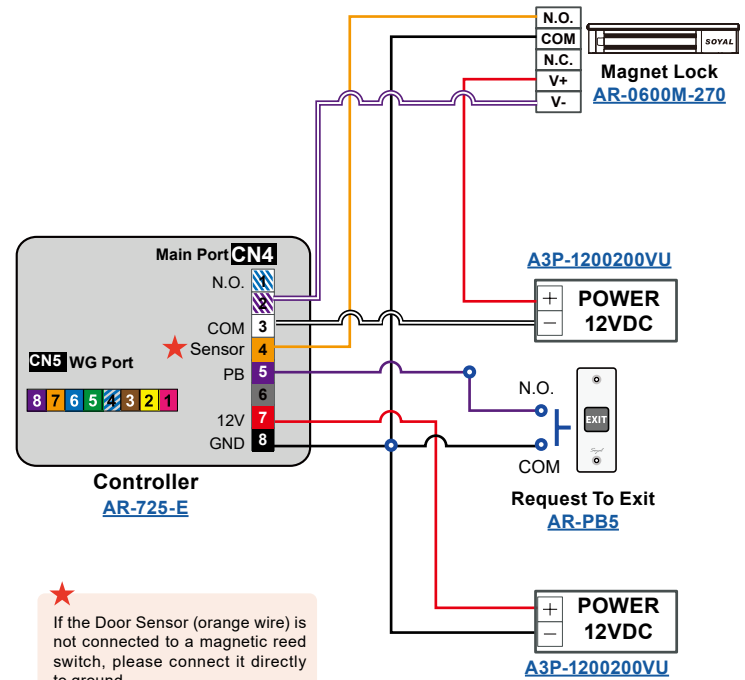 N.O.
COM
N.C.
V+
V-
SOYAL
Magnet Lock
AR-0600M-270
Main Port CN4
N.O. 1
2
COM 3
Sensor 4
PB 5
6
12V 7
GND 8
CN5 WG Port
8 7 6 5 4 3 2 1
Controller
AR-725-E
A3P-1200200VU
+ POWER
− 12VDC
N.O.
EXIT
COM
Request To Exit
AR-PB5
+ POWER
− 12VDC
A3P-1200200VU
If the Door Sensor (orange wire) is
not connected to a magnetic reed
switch, please connect it directly
to ground